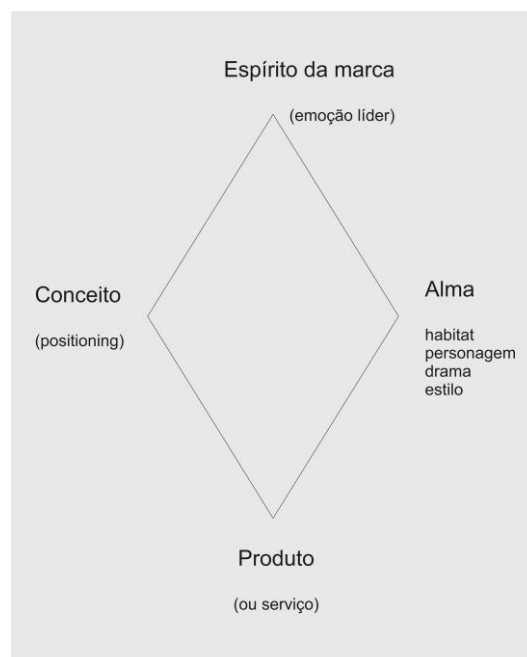 Espírito da marca
(emoção líder)
Conceito
(positioning)
Alma
habitat
personagem
drama
estilo
Produto
(ou serviço)